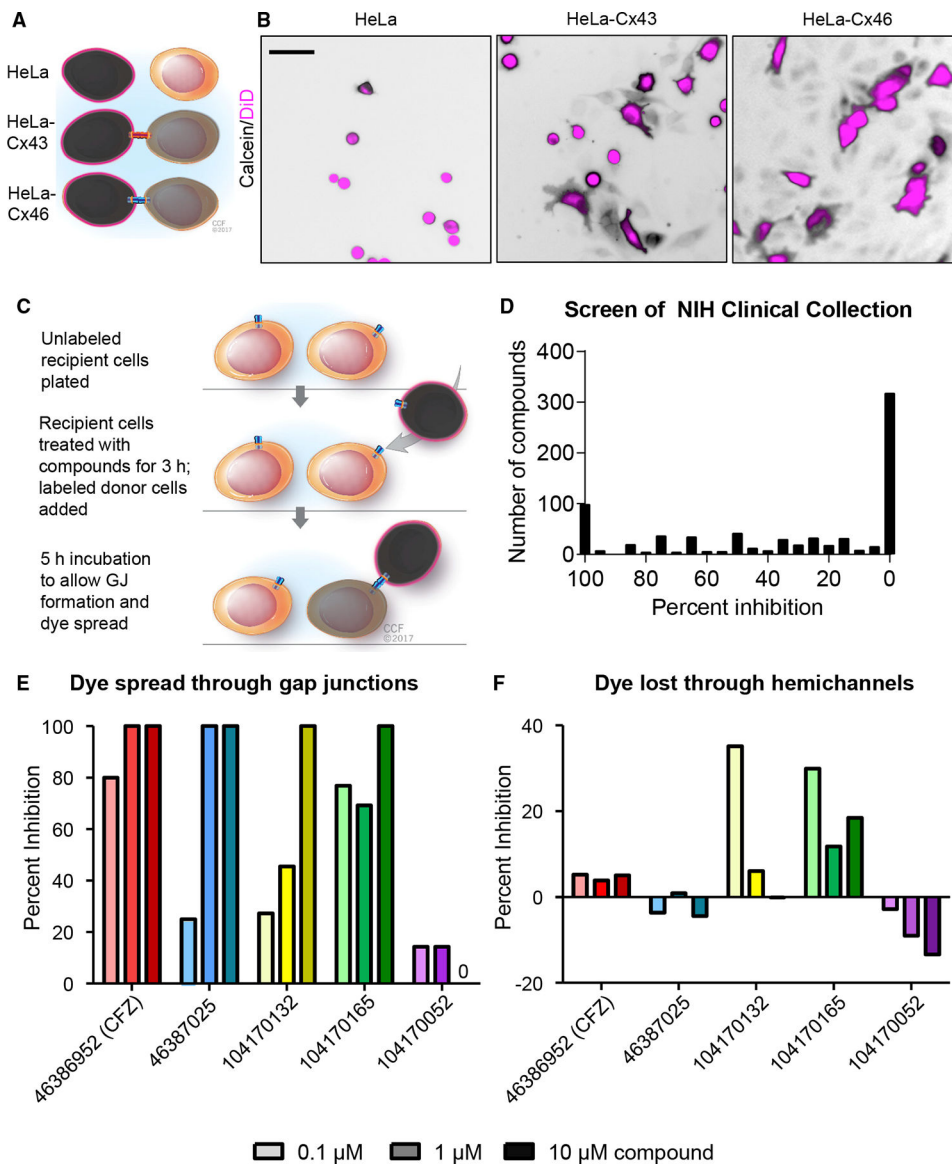 A
HeLa
HeLa-
Cx43
HeLa-
Cx46
CCF
©2017
B
HeLa
HeLa-Cx43
HeLa-Cx46
Calcein/DiD
C
Unlabeled
recipient cells
plated
Recipient cells
treated with
compounds for 3 h;
labeled donor cells
added
5 h incubation
to allow GJ
formation and
dye spread
CCF
©2017
D
Screen of NIH Clinical Collection
Number of compounds
400
300
200
100
0
100
80
60
40
20
0
Percent inhibition
E
Dye spread through gap junctions
Percent Inhibition
100
80
60
40
20
0
0
46386952 (CFZ)
46387025
104170132
104170165
104170052
F
Dye lost through hemichannels
Percent Inhibition
40
20
0
-20
46386952 (CFZ)
46387025
104170132
104170165
104170052
0.1 µM
1 µM
10 µM compound